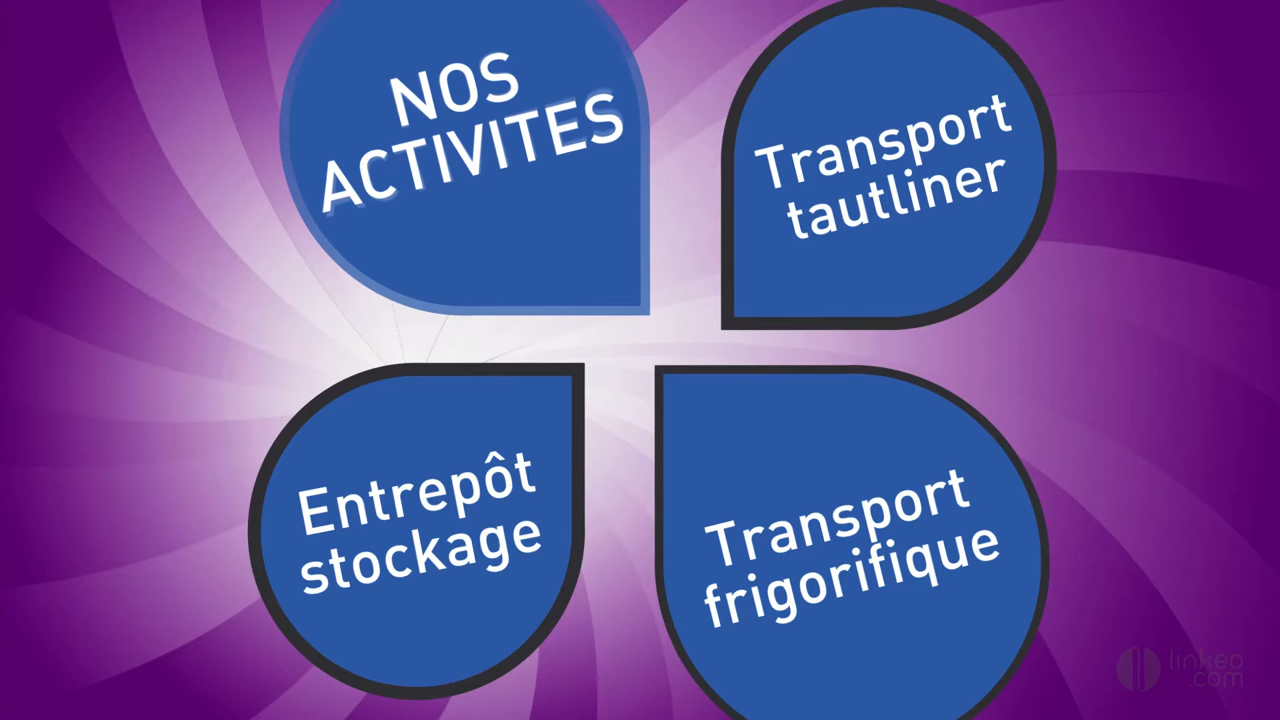 NOS
ACTIVITES
Transport
tautliner
Entrepôt
stockage
Transport
frigorifique
linkeo
.com